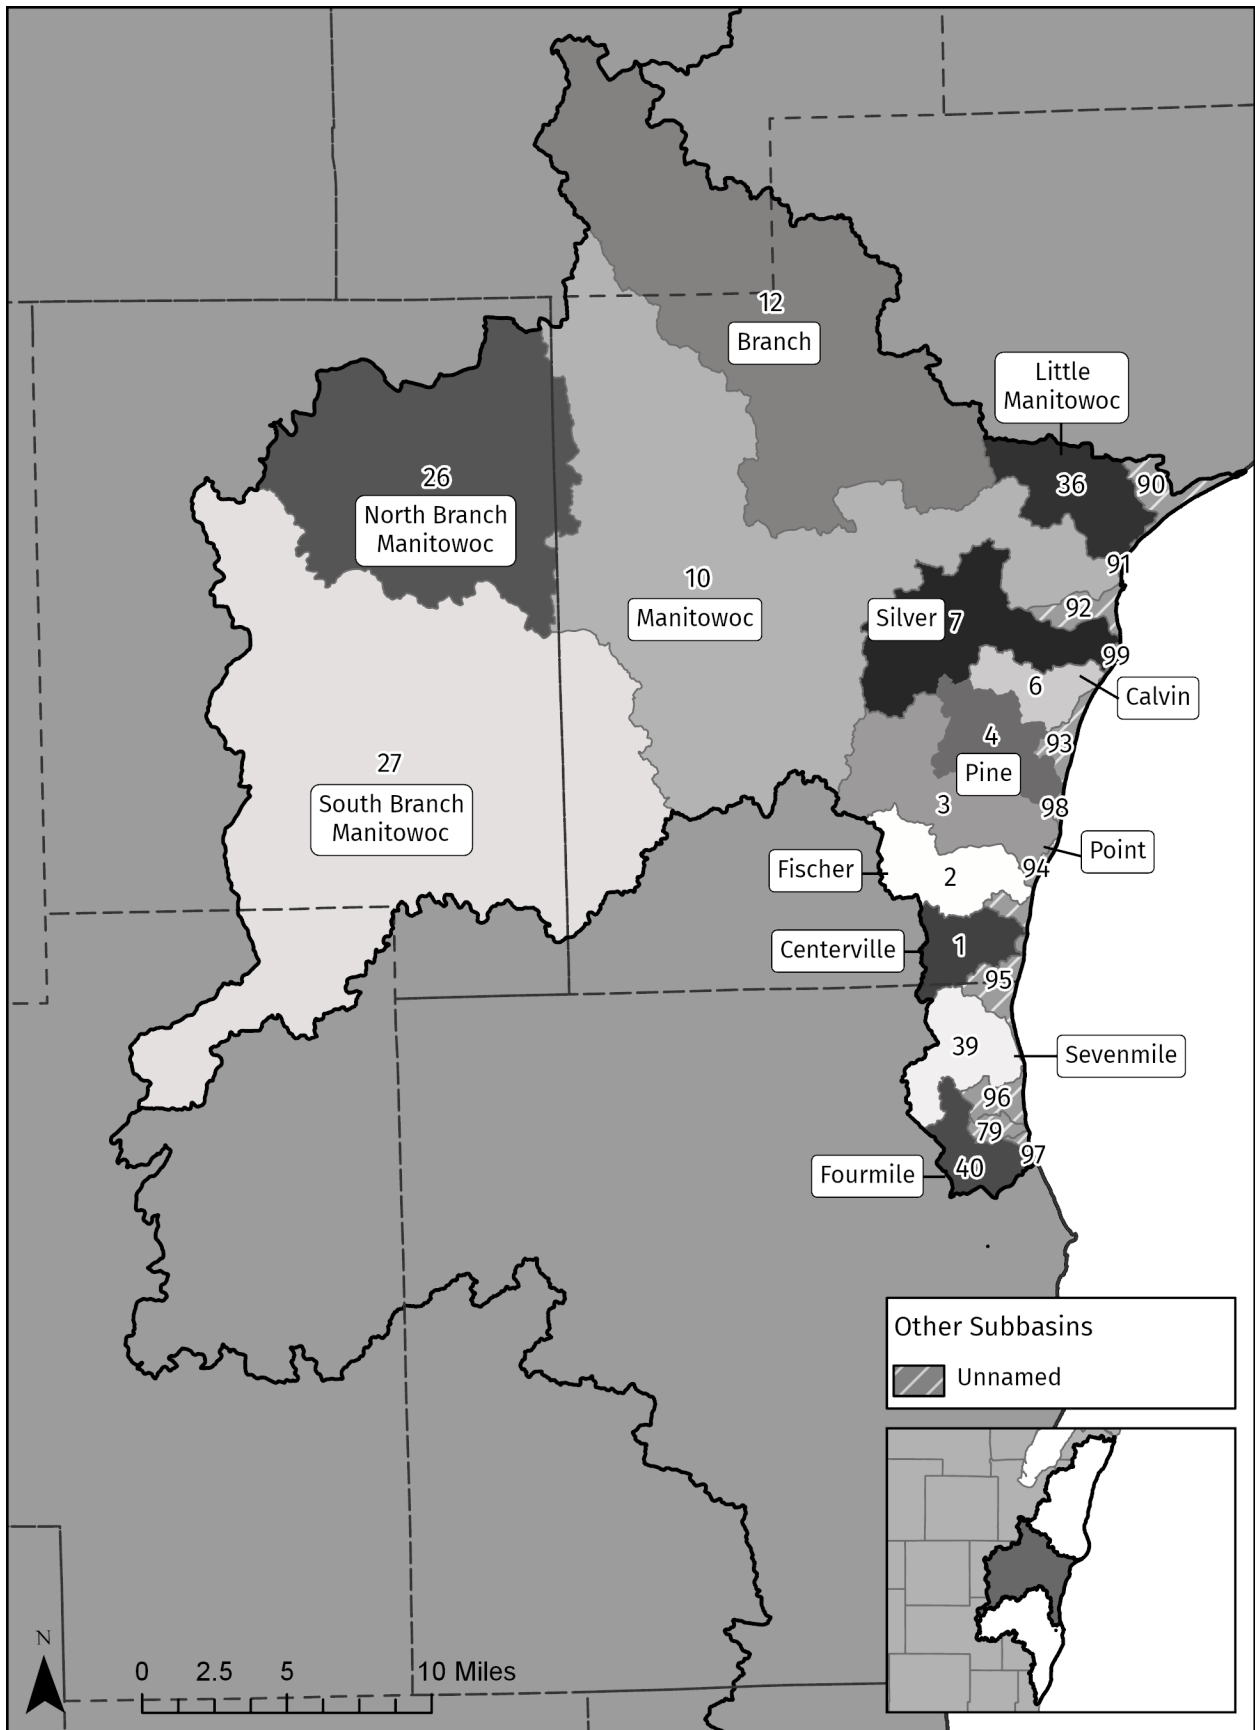 12
Branch
Little
Manitowoc
36
90
26
North Branch
Manitowoc
91
10
Manitowoc
92
Silver
7
99
6
Calvin
4
Pine
93
27
South Branch
Manitowoc
3
98
Point
94
Fischer
2
Centerville
1
95
39
Sevenmile
96
79
97
Fourmile
40
Other Subbasins
Unnamed
N
0 2.5 5 10 Miles